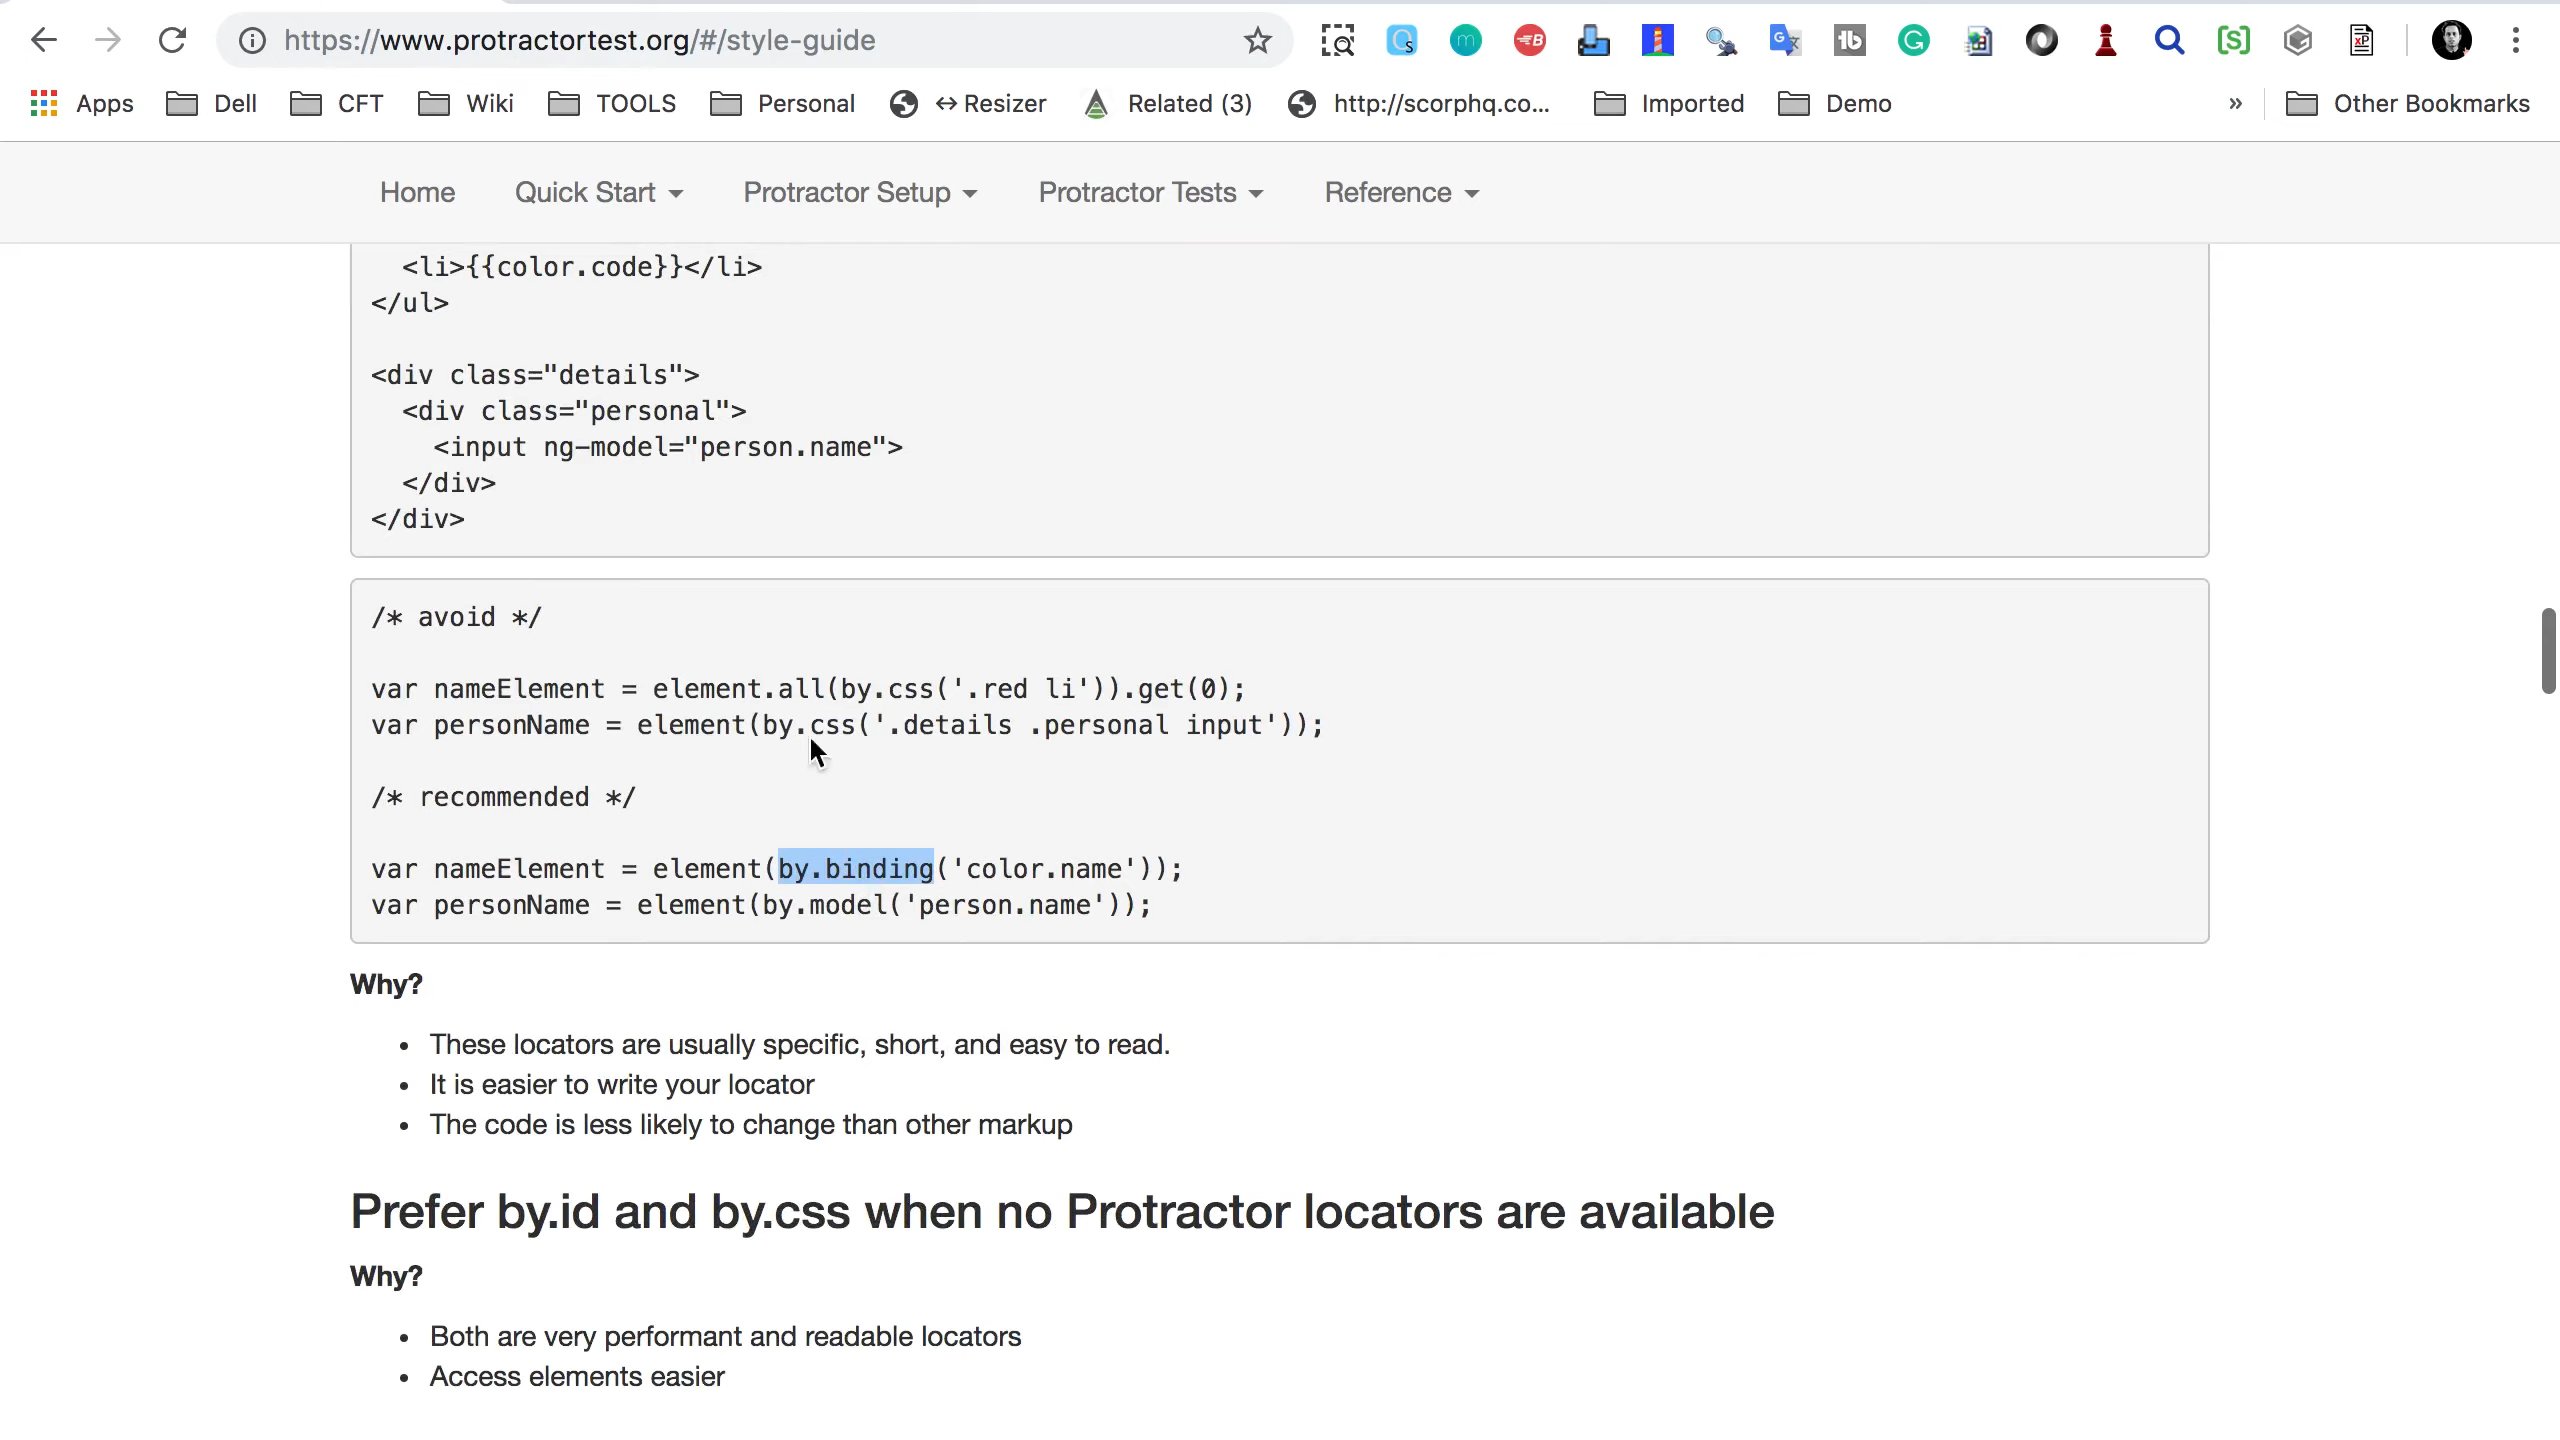 https://www.protractortest.org/#/style-guide
Apps Dell CFT Wiki TOOLS Personal ↔ Resizer Related (3) http://scorphq.co... Imported Demo » Other Bookmarks
Home Quick Start Protractor Setup Protractor Tests Reference
<li>{{color.code}}</li>
</ul>
<div class="details">
<div class="personal">
<input ng-model="person.name">
</div>
</div>
/* avoid */
var nameElement = element.all(by.css('.red li')).get(0);
var personName = element(by.css('.details .personal input'));
/* recommended */
var nameElement = element(by.binding('color.name'));
var personName = element(by.model('person.name'));
Why?
• These locators are usually specific, short, and easy to read.
• It is easier to write your locator
• The code is less likely to change than other markup
Prefer by.id and by.css when no Protractor locators are available
Why?
• Both are very performant and readable locators
• Access elements easier